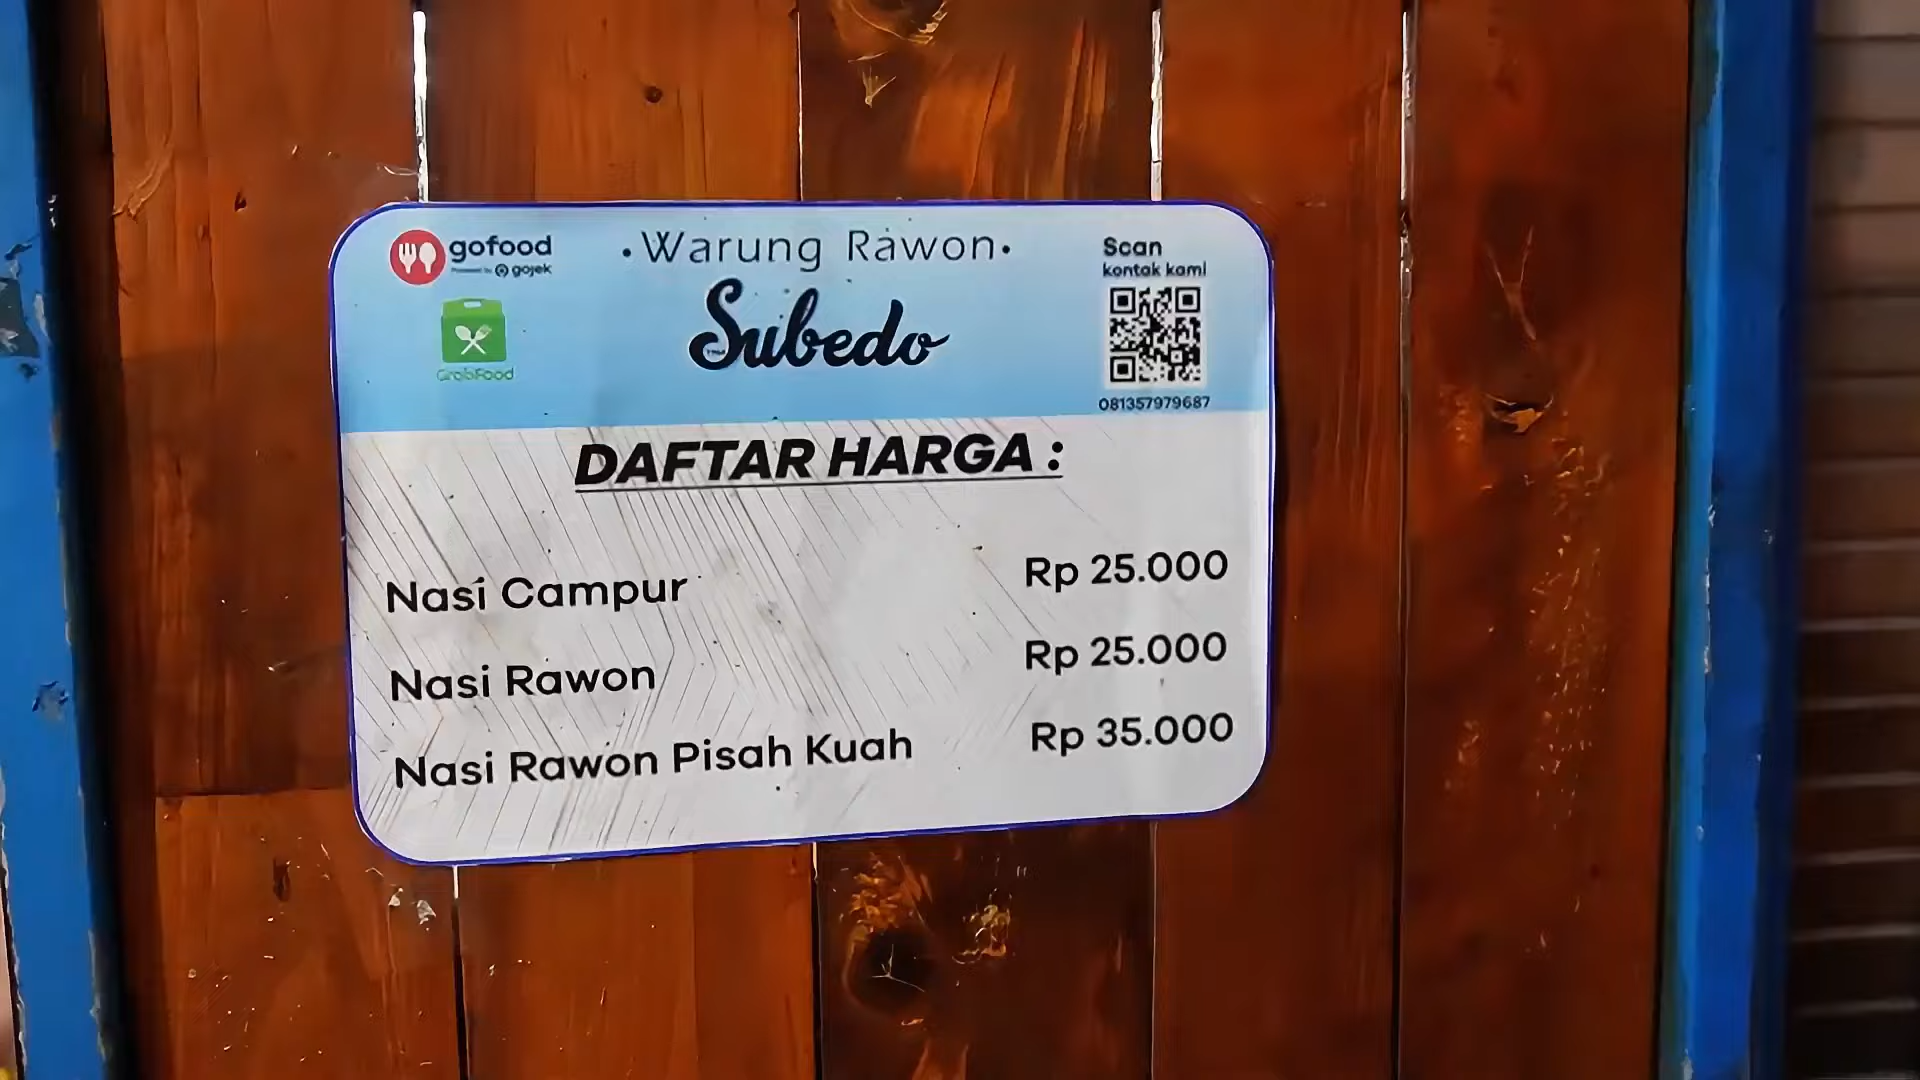 gofood
Powered by gojek
GrabFood
•Warung Rawon•
Subedo
Scan
kontak kami
081357979687
DAFTAR HARGA :
Nasi Campur Rp 25.000
Nasi Rawon Rp 25.000
Nasi Rawon Pisah Kuah Rp 35.000